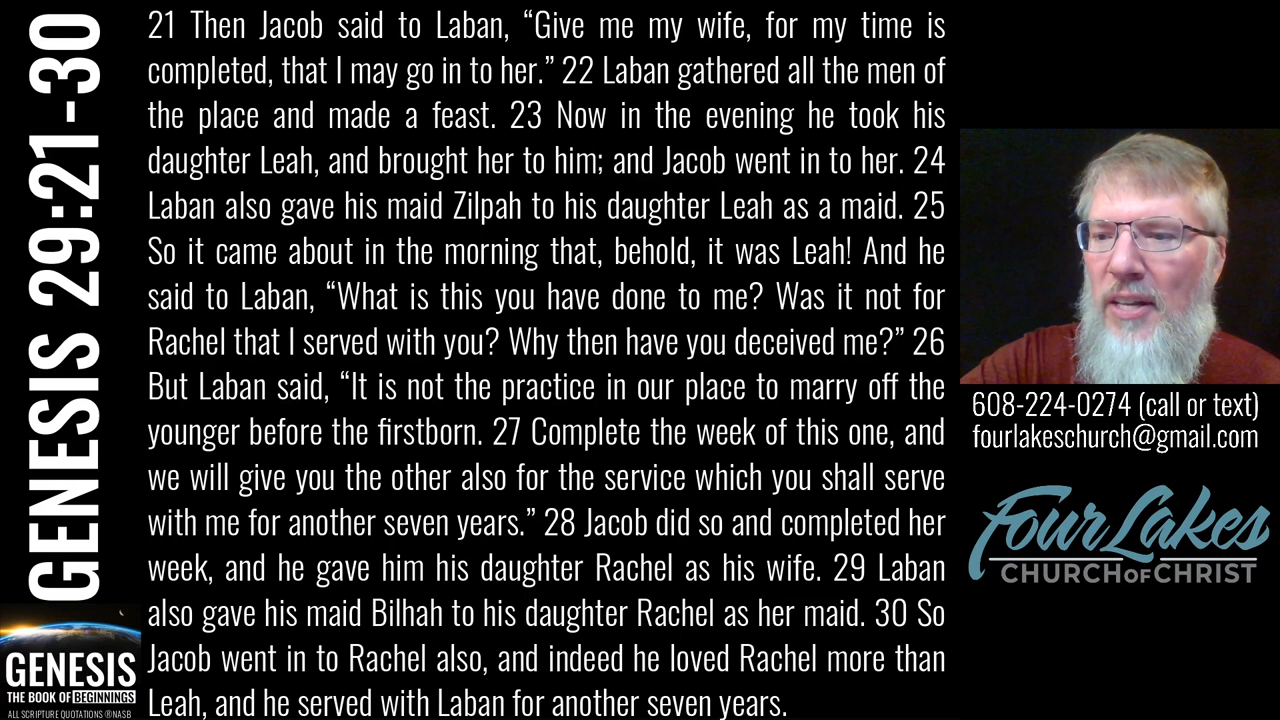 GENESIS 29:21-30
21 Then Jacob said to Laban, “Give me my wife, for my time is
completed, that I may go in to her.” 22 Laban gathered all the men of
the place and made a feast. 23 Now in the evening he took his
daughter Leah, and brought her to him; and Jacob went in to her. 24
Laban also gave his maid Zilpah to his daughter Leah as a maid. 25
So it came about in the morning that, behold, it was Leah! And he
said to Laban, “What is this you have done to me? Was it not for
Rachel that I served with you? Why then have you deceived me?” 26
But Laban said, “It is not the practice in our place to marry off the
younger before the firstborn. 27 Complete the week of this one, and
we will give you the other also for the service which you shall serve
with me for another seven years.” 28 Jacob did so and completed her
week, and he gave him his daughter Rachel as his wife. 29 Laban
also gave his maid Bilhah to his daughter Rachel as her maid. 30 So
Jacob went in to Rachel also, and indeed he loved Rachel more than
Leah, and he served with Laban for another seven years.
GENESIS
THE BOOK OF BEGINNINGS
ALL SCRIPTURE QUOTATIONS ®NASB
608-224-0274 (call or text)
fourlakeschurch@gmail.com
Four Lakes
CHURCH OF CHRIST